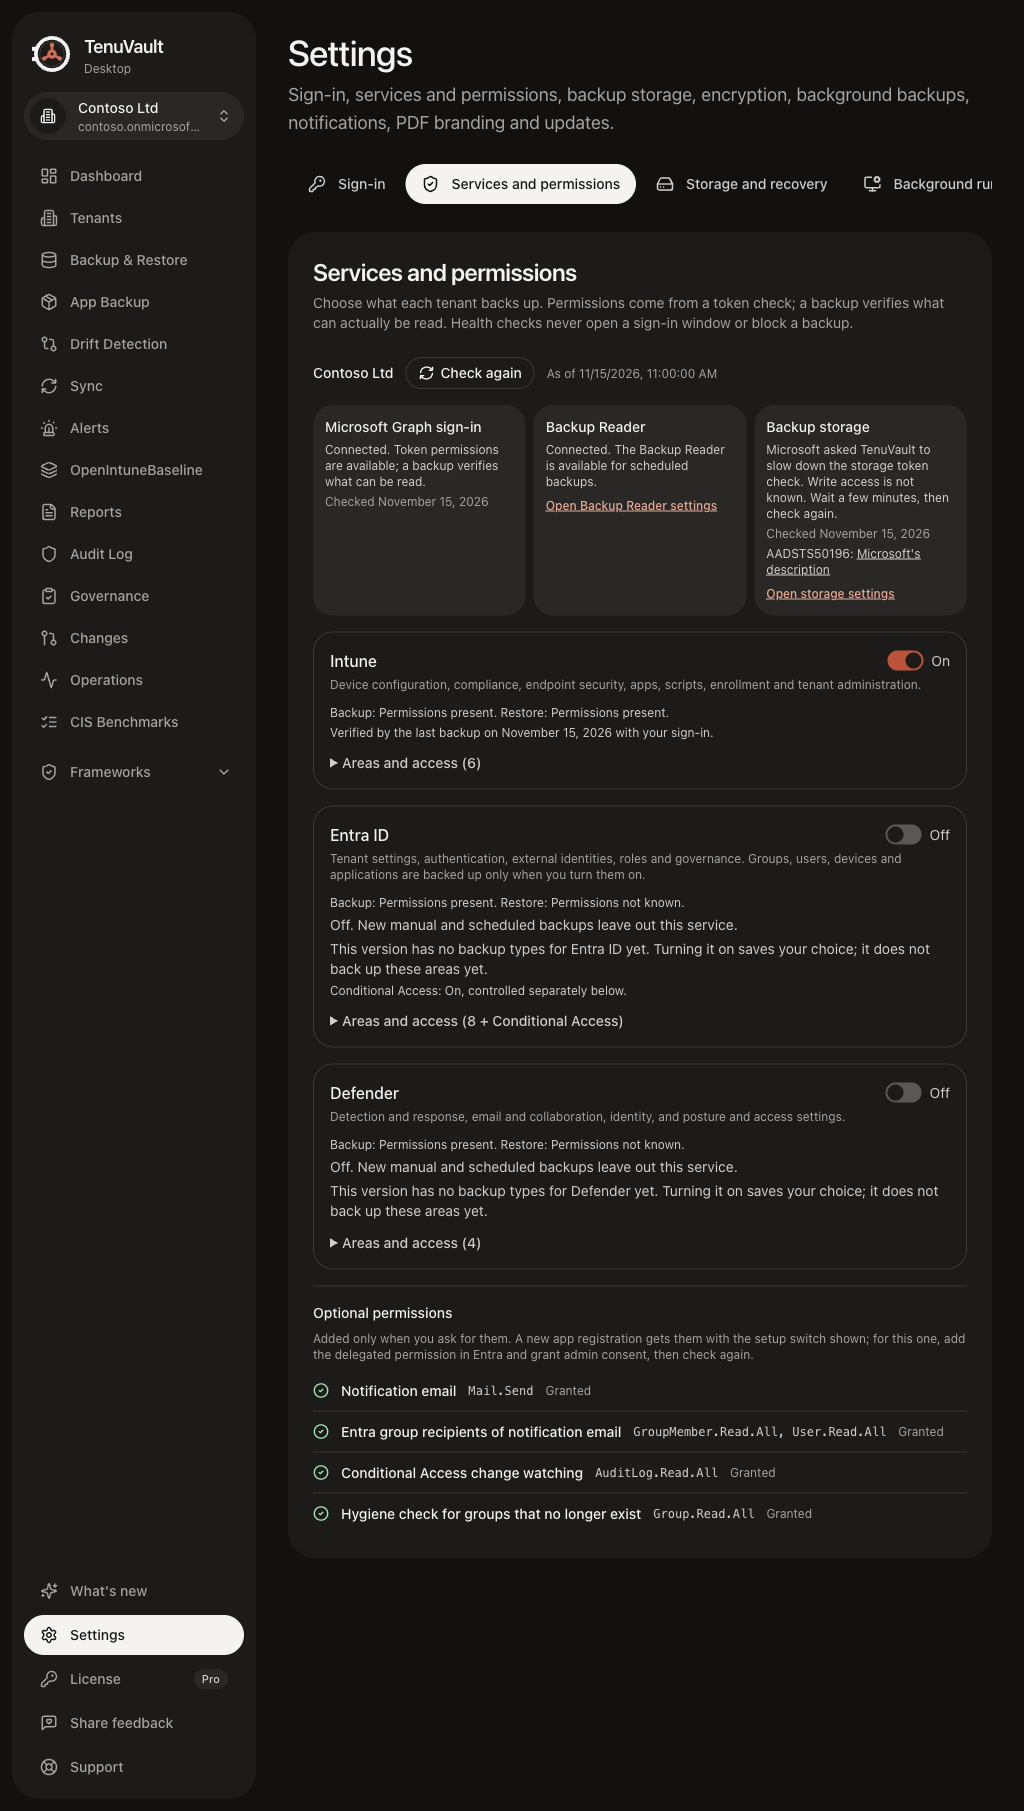 TenuVault
Desktop
Contoso Ltd
contoso.onmicrosof...
Dashboard
Tenants
Backup & Restore
App Backup
Drift Detection
Sync
Alerts
OpenIntuneBaseline
Reports
Audit Log
Governance
Changes
Operations
CIS Benchmarks
Frameworks
What's new
Settings
License
Pro
Share feedback
Support
Settings
Sign-in, services and permissions, backup storage, encryption, background backups,
notifications, PDF branding and updates.
Sign-in
Services and permissions
Storage and recovery
Background ru
Services and permissions
Choose what each tenant backs up. Permissions come from a token check; a backup verifies what
can actually be read. Health checks never open a sign-in window or block a backup.
Contoso Ltd
Check again
As of 11/15/2026, 11:00:00 AM
Microsoft Graph sign-in
Connected. Token permissions
are available; a backup verifies
what can be read.
Checked November 15, 2026
Backup Reader
Connected. The Backup Reader
is available for scheduled
backups.
Open Backup Reader settings
Backup storage
Microsoft asked TenuVault to
slow down the storage token
check. Write access is not
known. Wait a few minutes, then
check again.
Checked November 15, 2026
AADSTS50196: Microsoft's
description
Open storage settings
Intune
On
Device configuration, compliance, endpoint security, apps, scripts, enrollment and tenant administration.
Backup: Permissions present. Restore: Permissions present.
Verified by the last backup on November 15, 2026 with your sign-in.
Areas and access (6)
Entra ID
Off
Tenant settings, authentication, external identities, roles and governance. Groups, users, devices and
applications are backed up only when you turn them on.
Backup: Permissions present. Restore: Permissions not known.
Off. New manual and scheduled backups leave out this service.
This version has no backup types for Entra ID yet. Turning it on saves your choice; it does not
back up these areas yet.
Conditional Access: On, controlled separately below.
Areas and access (8 + Conditional Access)
Defender
Off
Detection and response, email and collaboration, identity, and posture and access settings.
Backup: Permissions present. Restore: Permissions not known.
Off. New manual and scheduled backups leave out this service.
This version has no backup types for Defender yet. Turning it on saves your choice; it does not
back up these areas yet.
Areas and access (4)
Optional permissions
Added only when you ask for them. A new app registration gets them with the setup switch shown; for this one, add
the delegated permission in Entra and grant admin consent, then check again.
Notification email Mail.Send Granted
Entra group recipients of notification email GroupMember.Read.All, User.Read.All Granted
Conditional Access change watching AuditLog.Read.All Granted
Hygiene check for groups that no longer exist Group.Read.All Granted